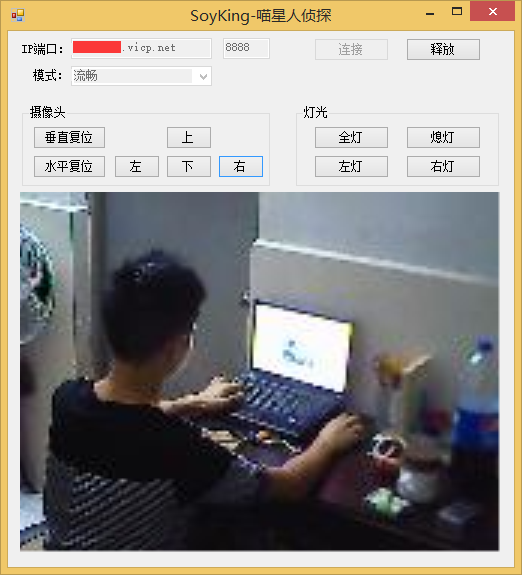 SoyKing-喵星人侦探
IP端口: .vicp.net 8888 连接 释放
模式: 流畅
摄像头 灯光
垂直复位 上 全灯 熄灯
水平复位 左 下 右 左灯 右灯